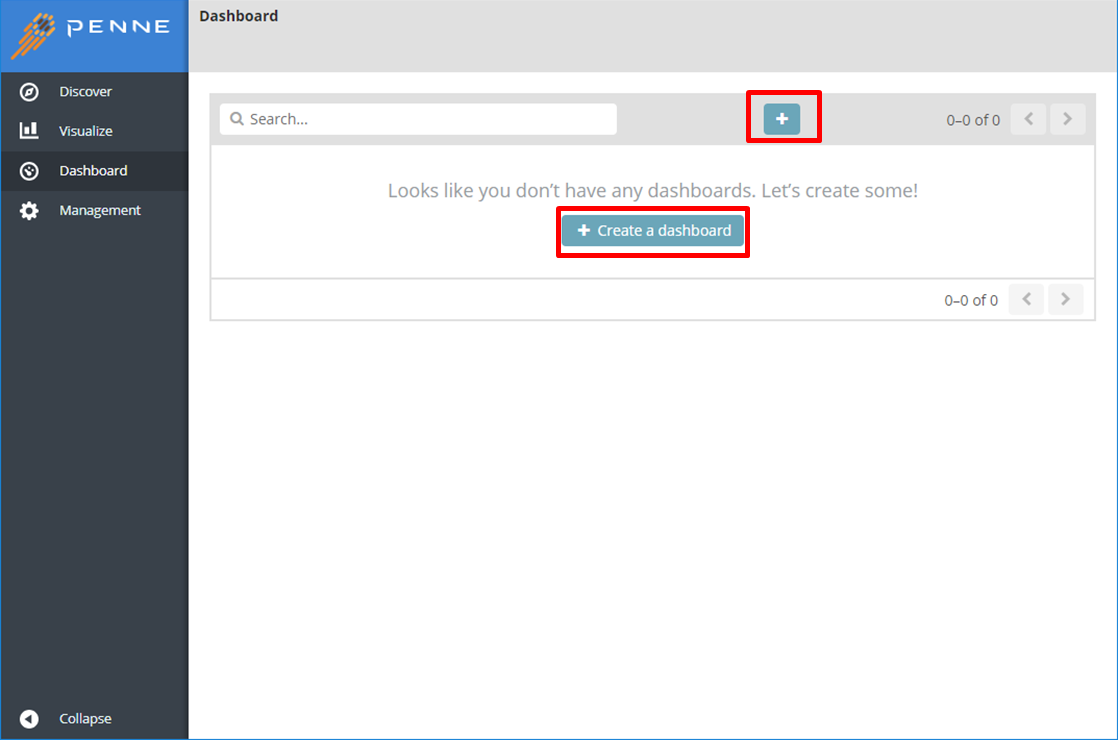 PENNE
Dashboard
Discover
Visualize
Dashboard
Management
Collapse
Search...
0–0 of 0
Looks like you don’t have any dashboards. Let’s create some!
Create a dashboard
0–0 of 0